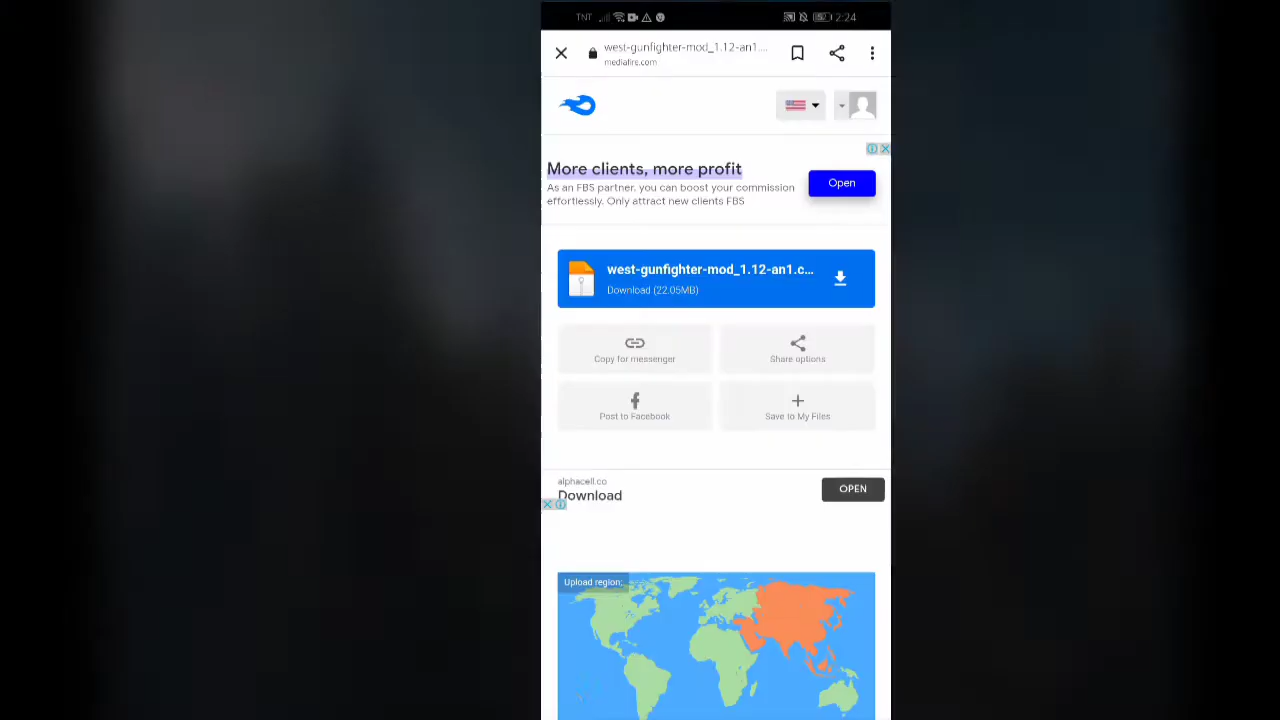 TNT 2:24
west-gunfighter-mod_1.12-an1....
mediafire.com
More clients, more profit
As an FBS partner, you can boost your commission
effortlessly. Only attract new clients FBS
Open
west-gunfighter-mod_1.12-an1.c...
Download (22.05MB)
Copy for messenger
Share options
Post to Facebook
Save to My Files
alphacell.co
Download
OPEN
Upload region: